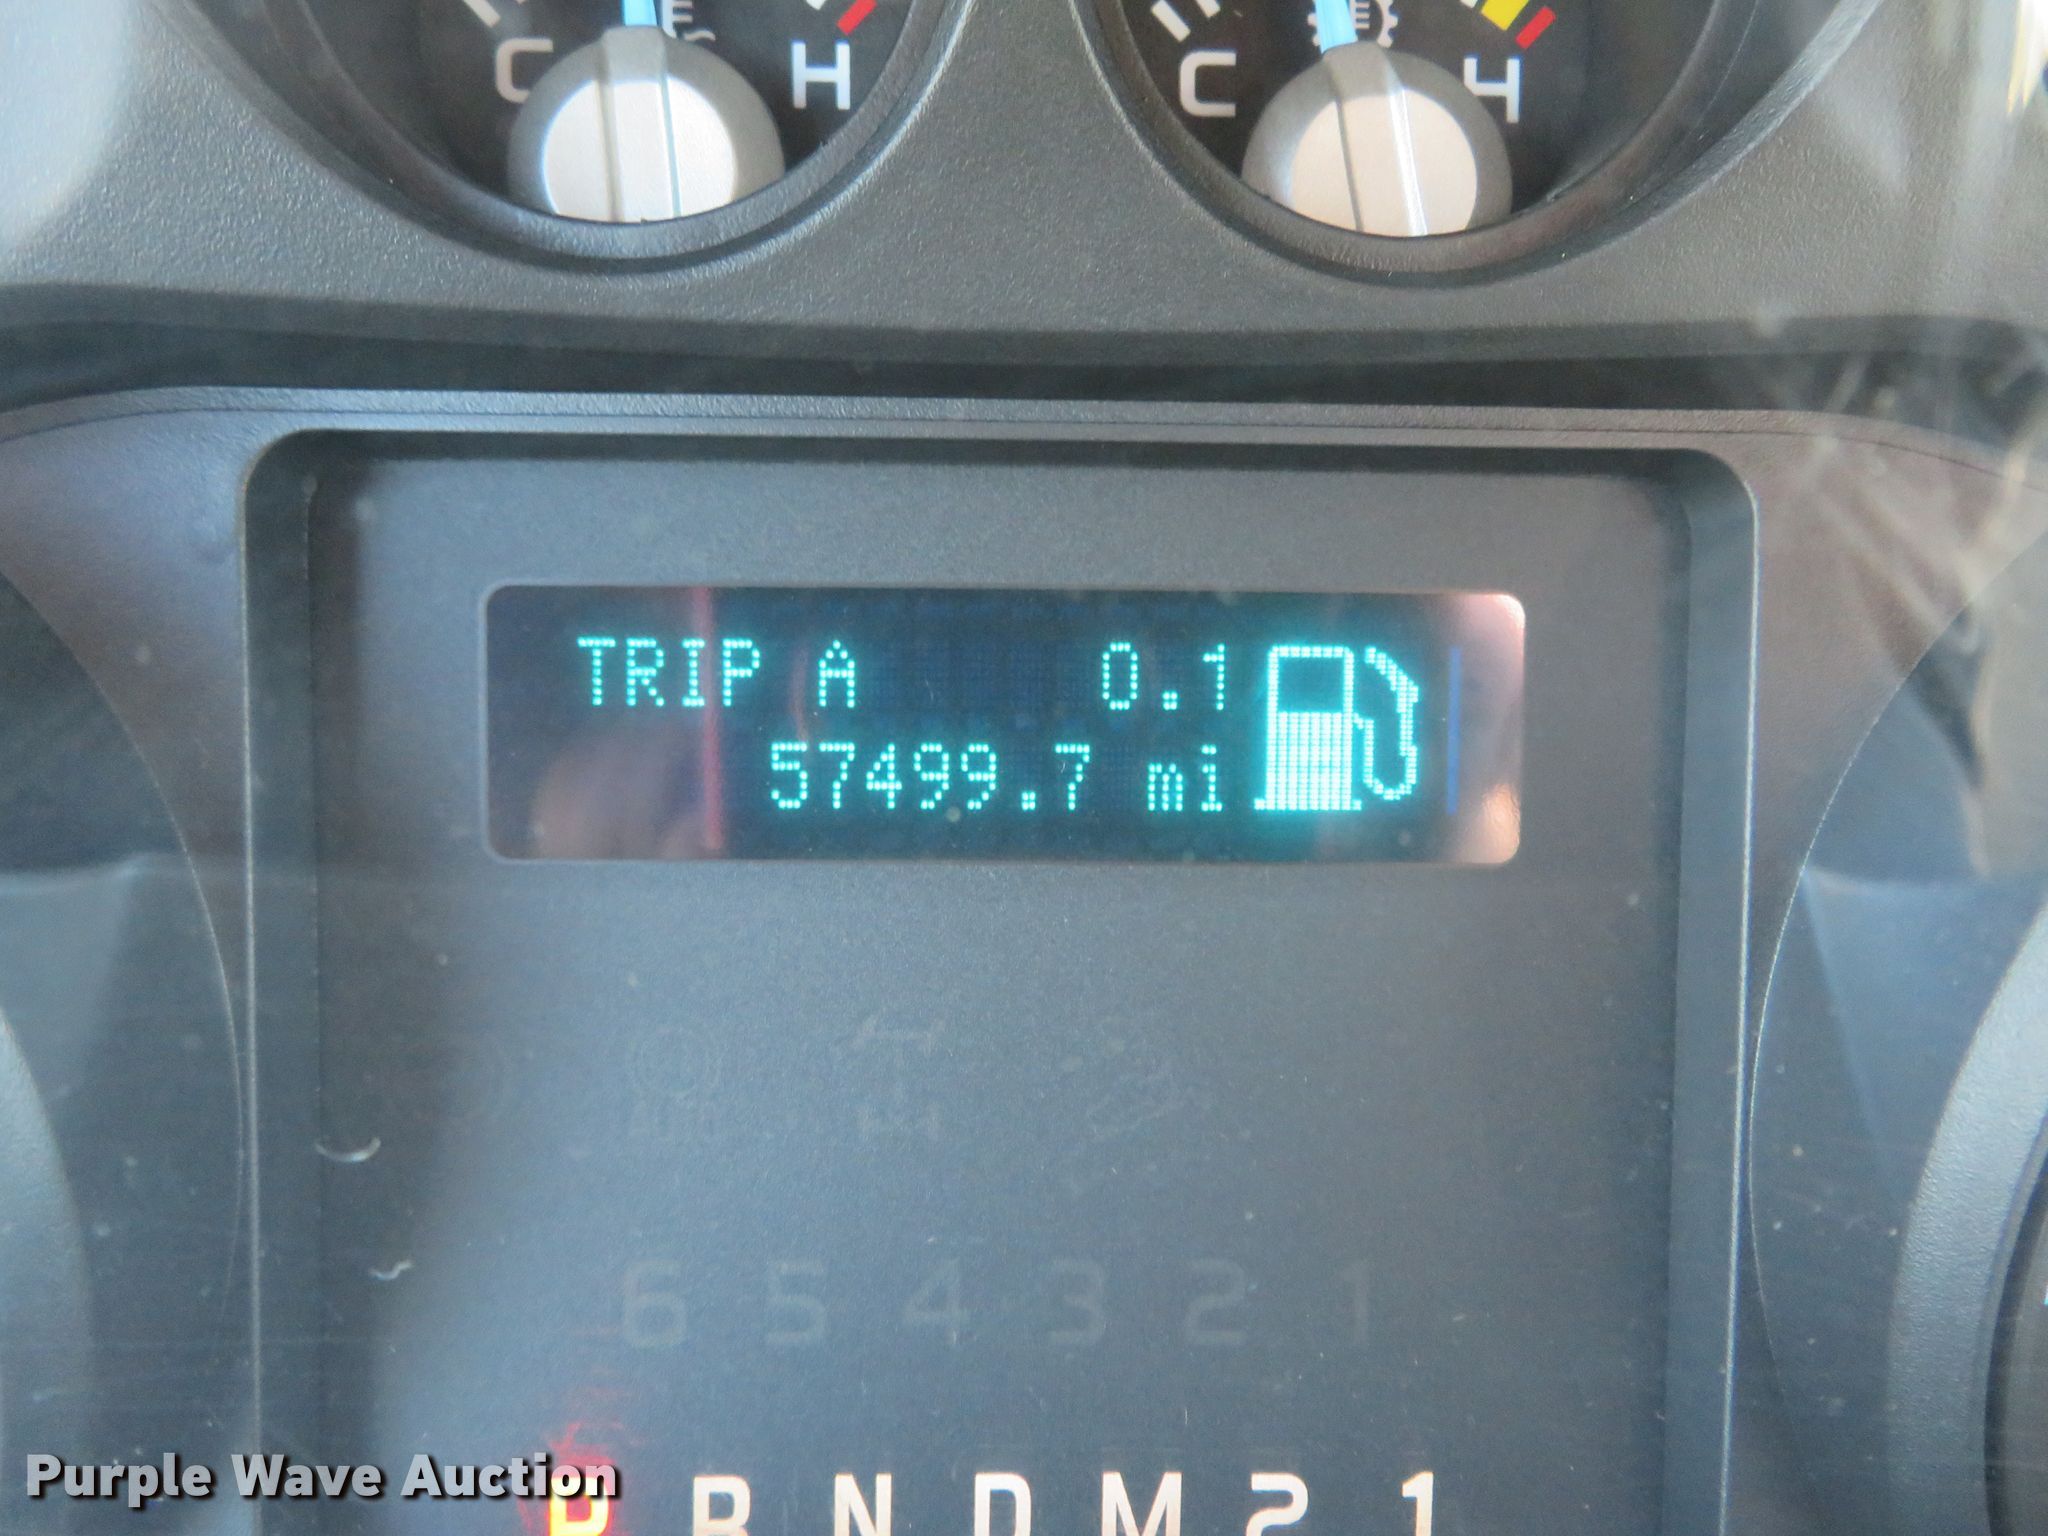 C H C H
TRIP A 0.1
57499.7 mi
6 5 4 3 2 1
P R N D M 2 1
Purple Wave Auction